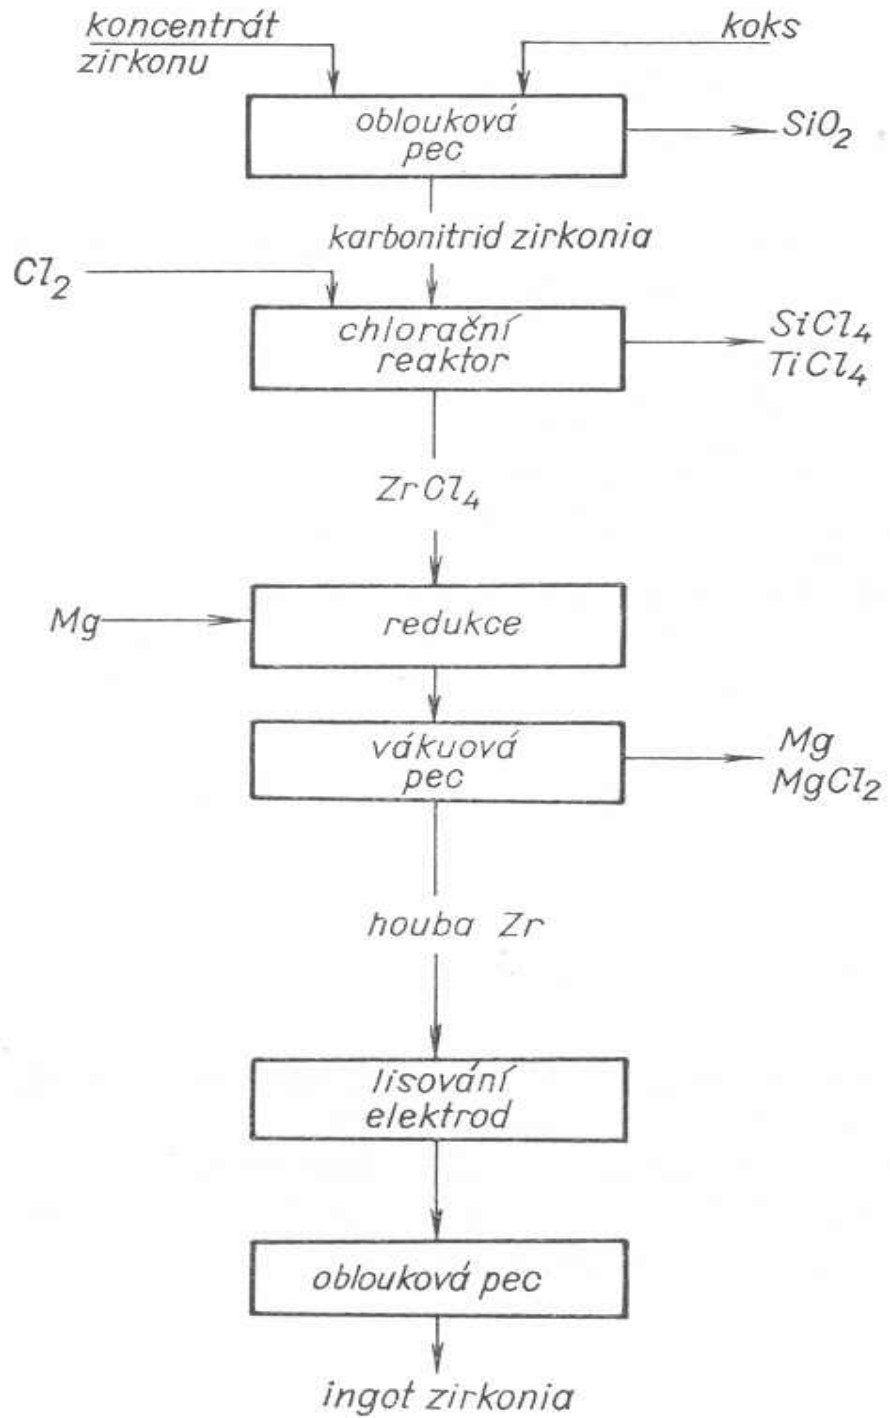 koncentrát
zirkonu
koks
oblouková
pec
SiO₂
karbonitrid zirkonia
Cl₂
chlorační
reaktor
SiCl₄
TiCl₄
ZrCl₄
Mg
redukce
vákuová
pec
Mg
MgCl₂
houba Zr
lisování
elektrod
oblouková pec
ingot zirkonia